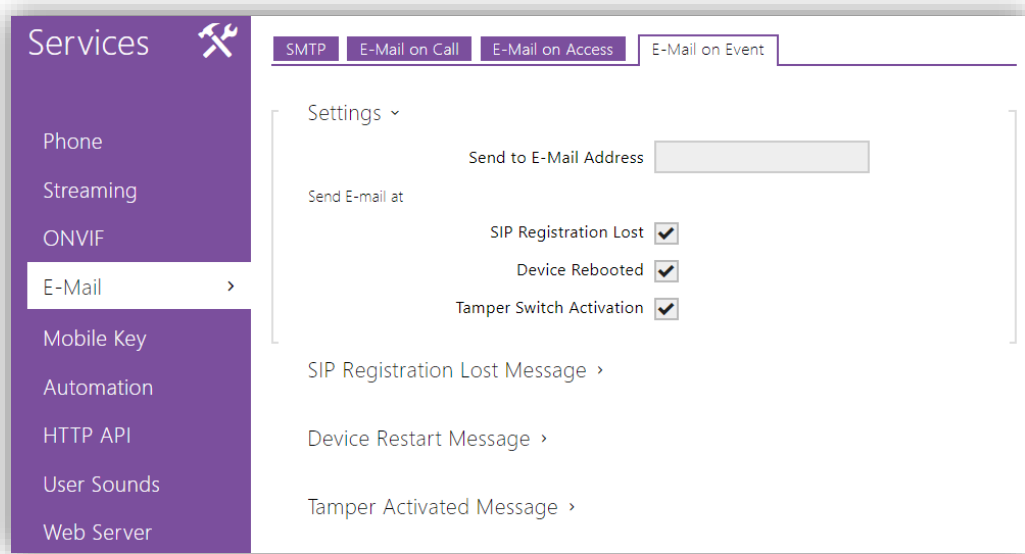 Services
Phone
Streaming
ONVIF
E-Mail
Mobile Key
Automation
HTTP API
User Sounds
Web Server
SMTP
E-Mail on Call
E-Mail on Access
E-Mail on Event
Settings
Send to E-Mail Address
Send E-mail at
SIP Registration Lost
Device Rebooted
Tamper Switch Activation
SIP Registration Lost Message
Device Restart Message
Tamper Activated Message